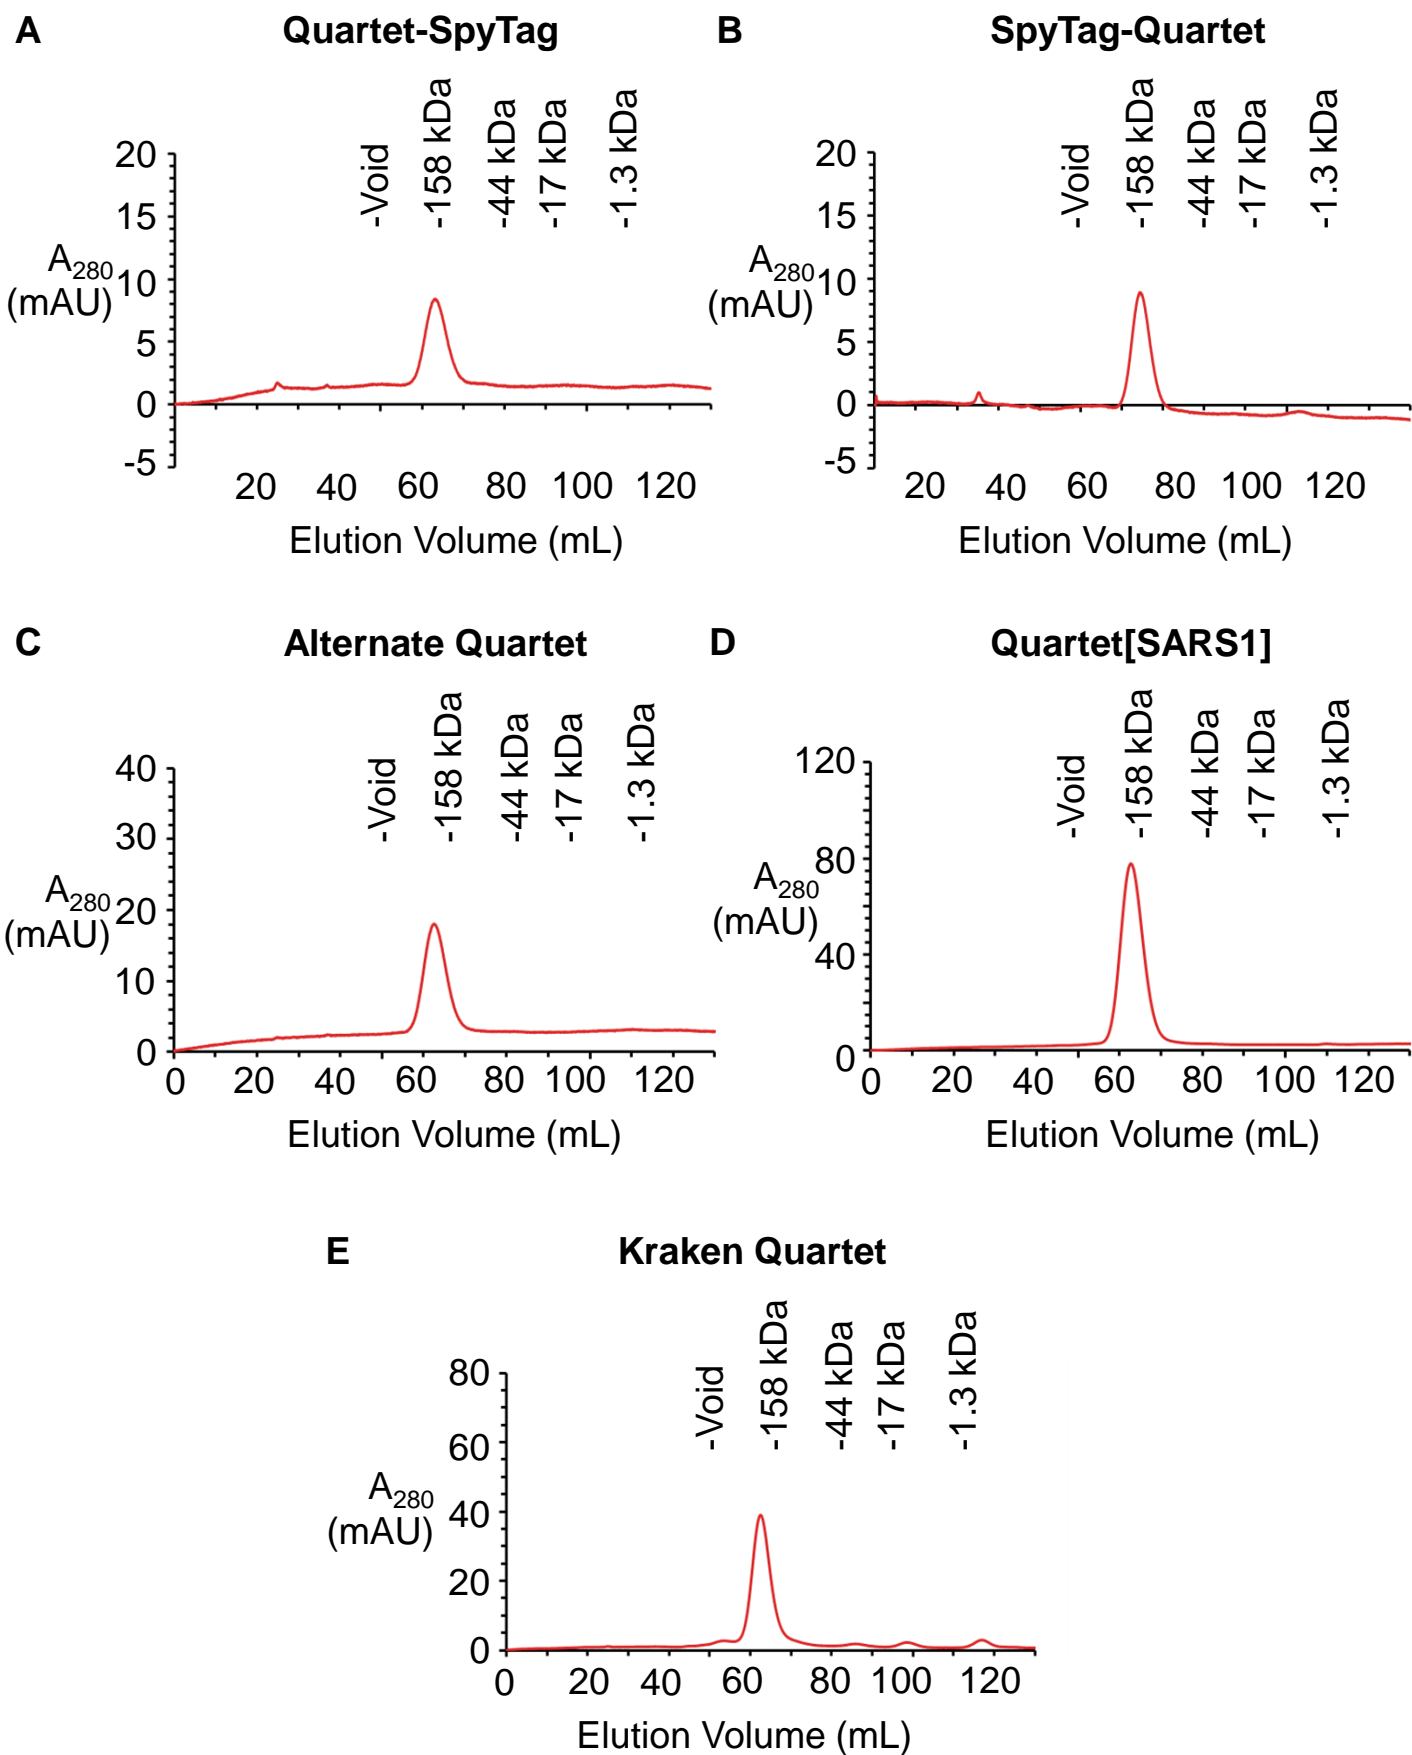 A
Quartet-SpyTag
-Void
-158 kDa
-44 kDa
-17 kDa
-1.3 kDa
20
15
10
5
0
-5
A280
(mAU)
20 40 60 80 100 120
Elution Volume (mL)
B
SpyTag-Quartet
-Void
-158 kDa
-44 kDa
-17 kDa
-1.3 kDa
20
15
10
5
0
-5
A280
(mAU)
20 40 60 80 100 120
Elution Volume (mL)
C
Alternate Quartet
-Void
-158 kDa
-44 kDa
-17 kDa
-1.3 kDa
40
30
20
10
0
A280
(mAU)
0 20 40 60 80 100 120
Elution Volume (mL)
D
Quartet[SARS1]
-Void
-158 kDa
-44 kDa
-17 kDa
-1.3 kDa
120
80
40
0
A280
(mAU)
0 20 40 60 80 100 120
Elution Volume (mL)
E
Kraken Quartet
-Void
-158 kDa
-44 kDa
-17 kDa
-1.3 kDa
80
60
40
20
0
A280
(mAU)
0 20 40 60 80 100 120
Elution Volume (mL)